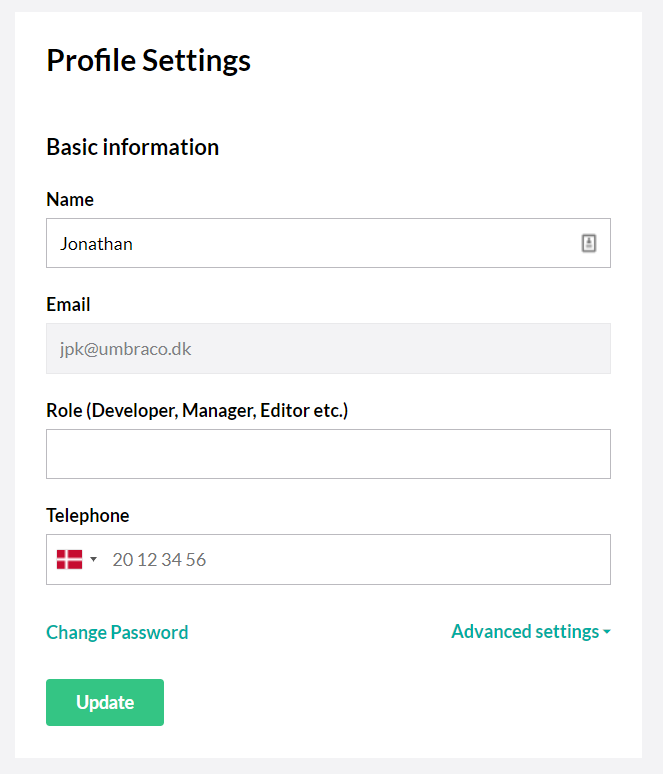 Profile Settings
Basic information
Name
Jonathan
Email
jpk@umbraco.dk
Role (Developer, Manager, Editor etc.)
Telephone
20 12 34 56
Change Password
Advanced settings
Update